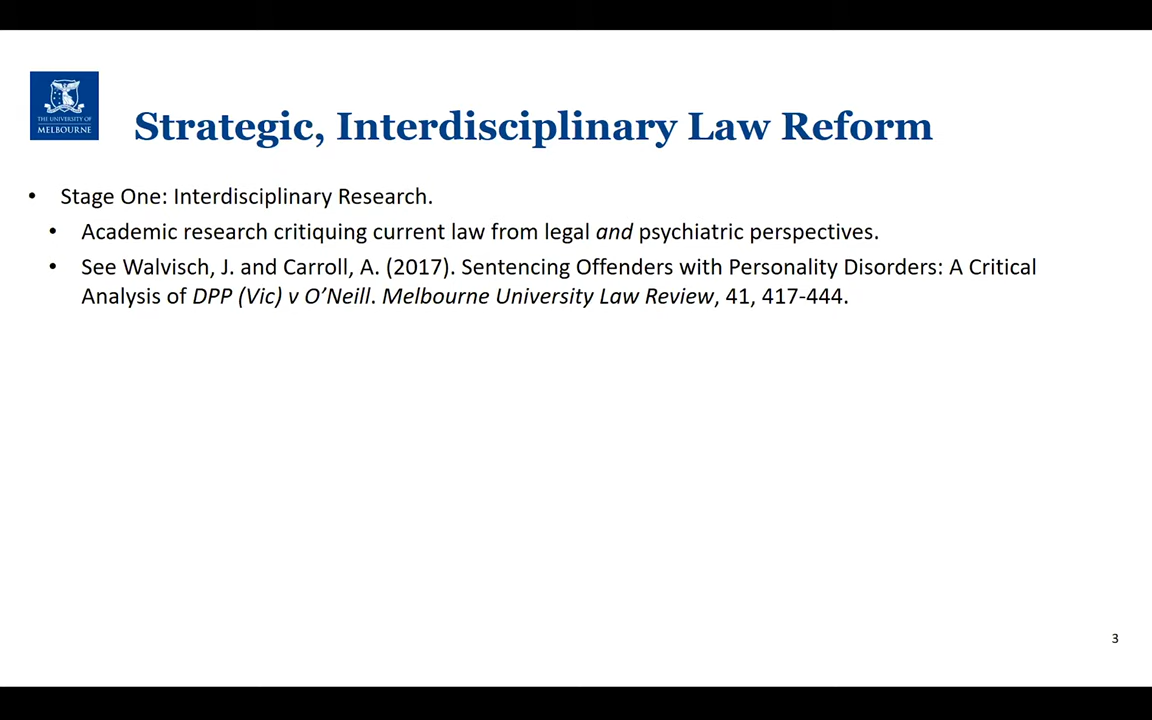 THE UNIVERSITY OF
MELBOURNE
Strategic, Interdisciplinary Law Reform
• Stage One: Interdisciplinary Research.
• Academic research critiquing current law from legal and psychiatric perspectives.
• See Walvisch, J. and Carroll, A. (2017). Sentencing Offenders with Personality Disorders: A Critical
Analysis of DPP (Vic) v O’Neill. Melbourne University Law Review, 41, 417-444.
3